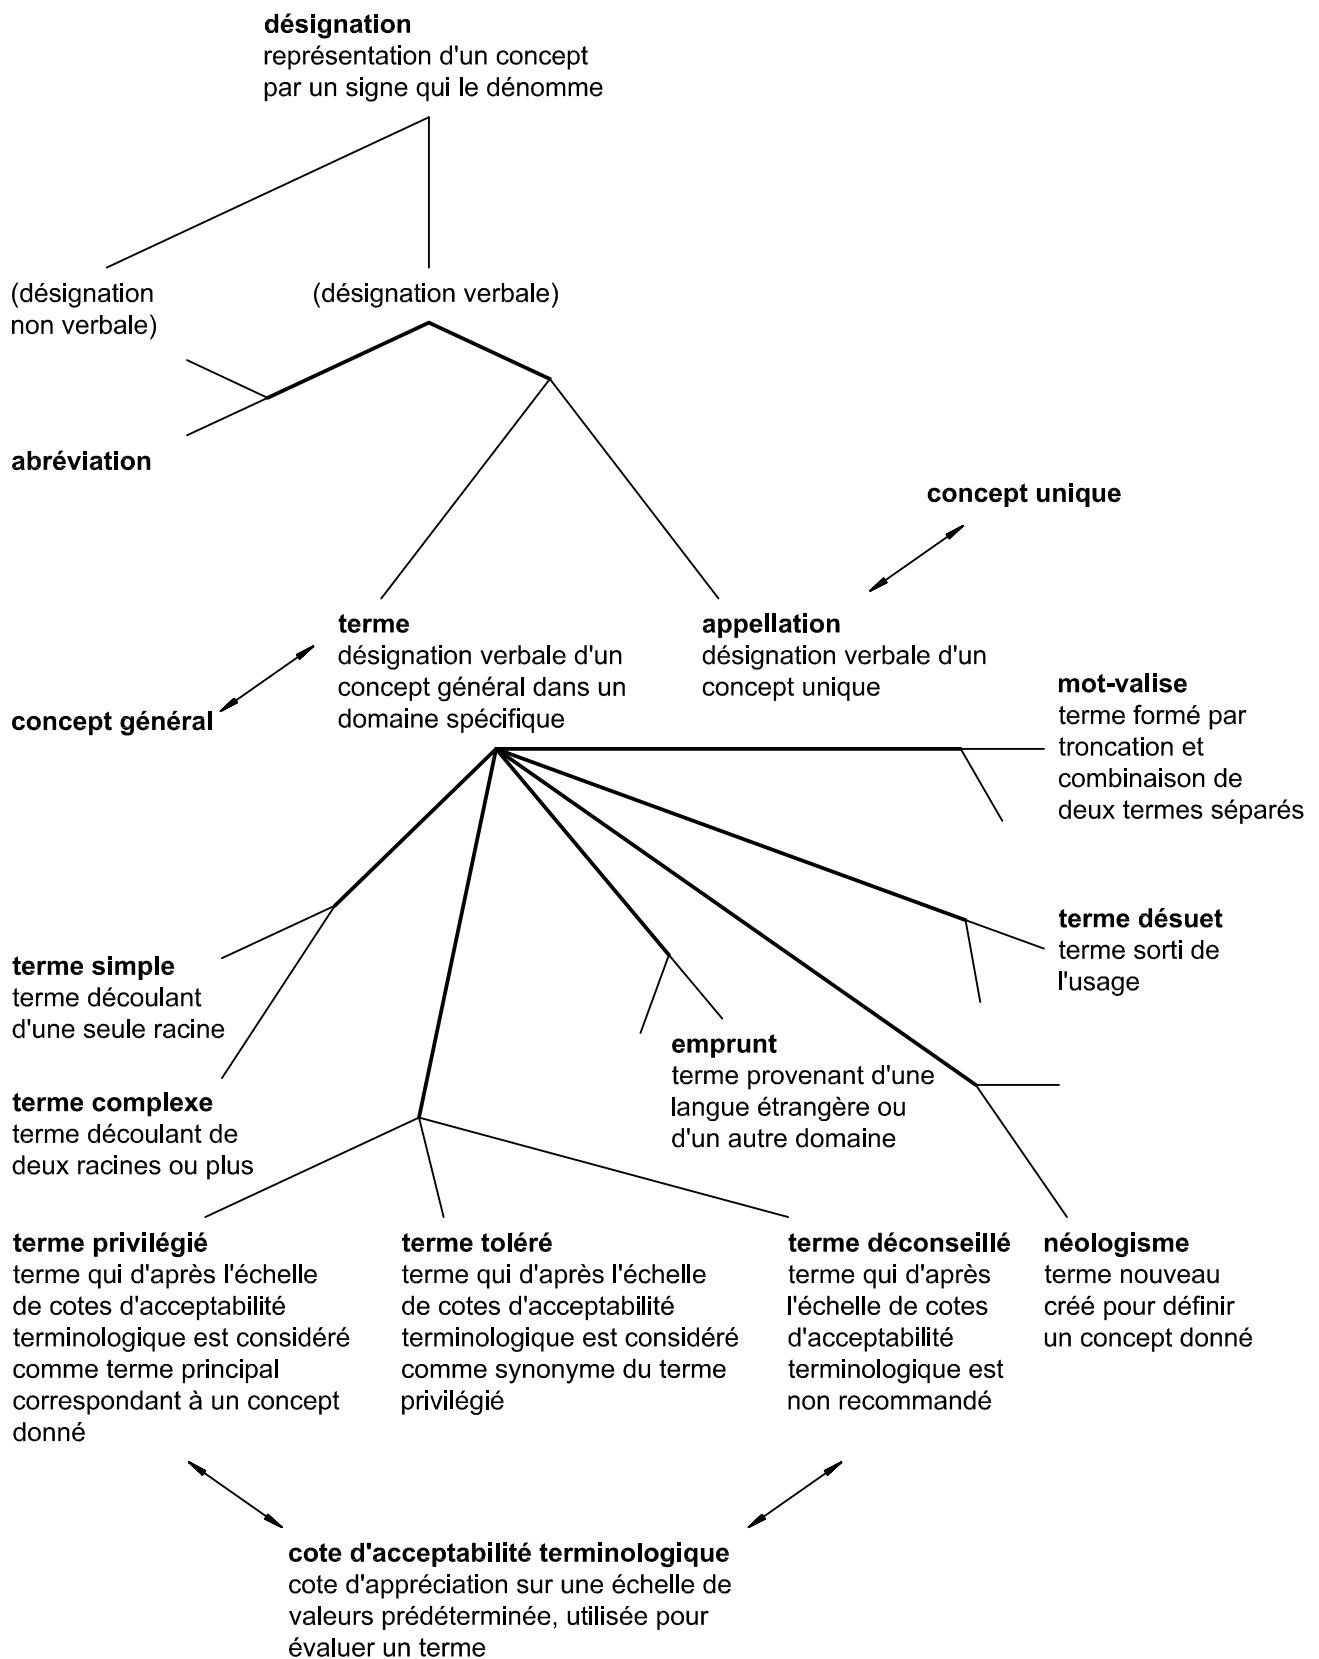 désignation
représentation d'un concept
par un signe qui le dénomme
(désignation
non verbale)
(désignation verbale)
abréviation
concept unique
terme
désignation verbale d'un
concept général dans un
domaine spécifique
appellation
désignation verbale d'un
concept unique
concept général
mot-valise
terme formé par
troncation et
combinaison de
deux termes séparés
terme désuet
terme sorti de
l'usage
terme simple
terme découlant
d'une seule racine
emprunt
terme provenant d'une
langue étrangère ou
d'un autre domaine
terme complexe
terme découlant de
deux racines ou plus
terme privilégié
terme qui d'après l'échelle
de cotes d'acceptabilité
terminologique est considéré
comme terme principal
correspondant à un concept
donné
terme toléré
terme qui d'après l'échelle
de cotes d'acceptabilité
terminologique est considéré
comme synonyme du terme
privilégié
terme déconseillé
terme qui d'après
l'échelle de cotes
d'acceptabilité
terminologique est
non recommandé
néologisme
terme nouveau
créé pour définir
un concept donné
cote d'acceptabilité terminologique
cote d'appréciation sur une échelle de
valeurs prédéterminée, utilisée pour
évaluer un terme